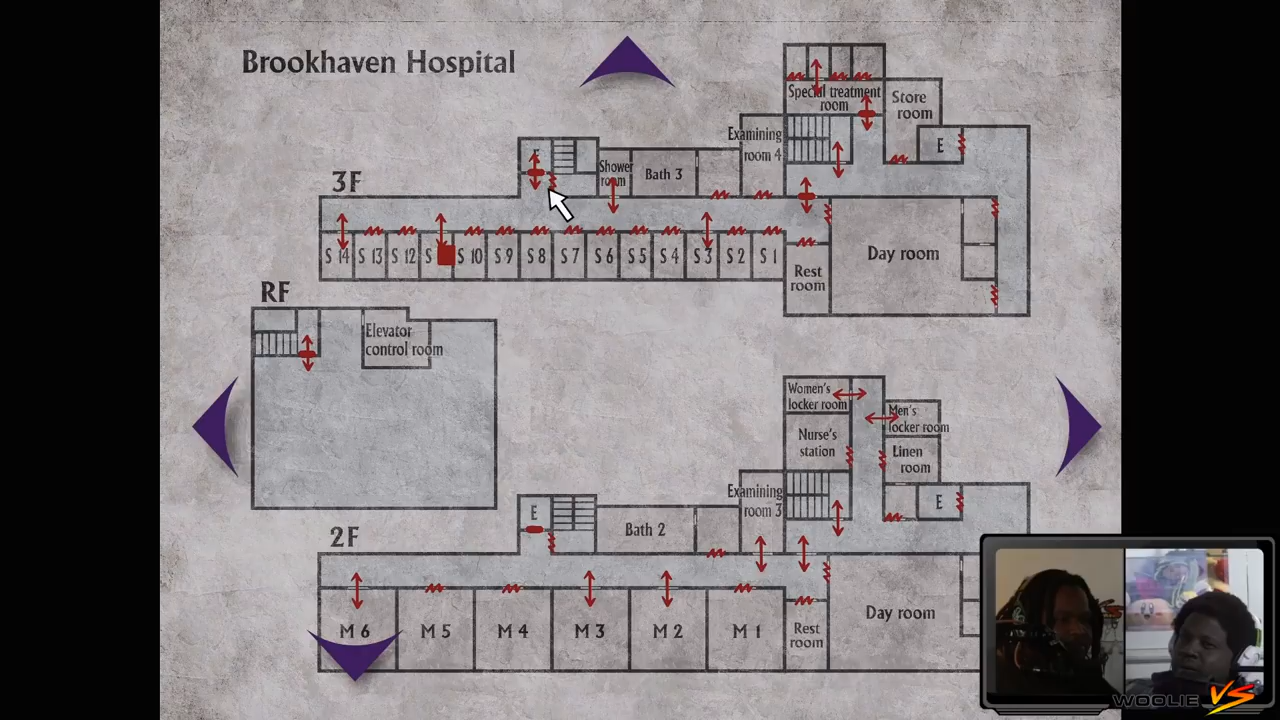 Brookhaven Hospital
3F
Special treatment
room
Store
room
Examining
room 4
E
E
Shower
room
Bath 3
S 14
S 13
S 12
S
S 10
S 9
S 8
S 7
S 6
S 5
S 4
S 3
S 2
S 1
Rest
room
Day room
RF
Elevator
control room
Women's
locker room
Men's
locker room
Nurse's
station
Linen
room
Examining
room 3
E
E
2F
Bath 2
M 6
M 5
M 4
M 3
M 2
M 1
Rest
room
Day room
WOOLIE VS